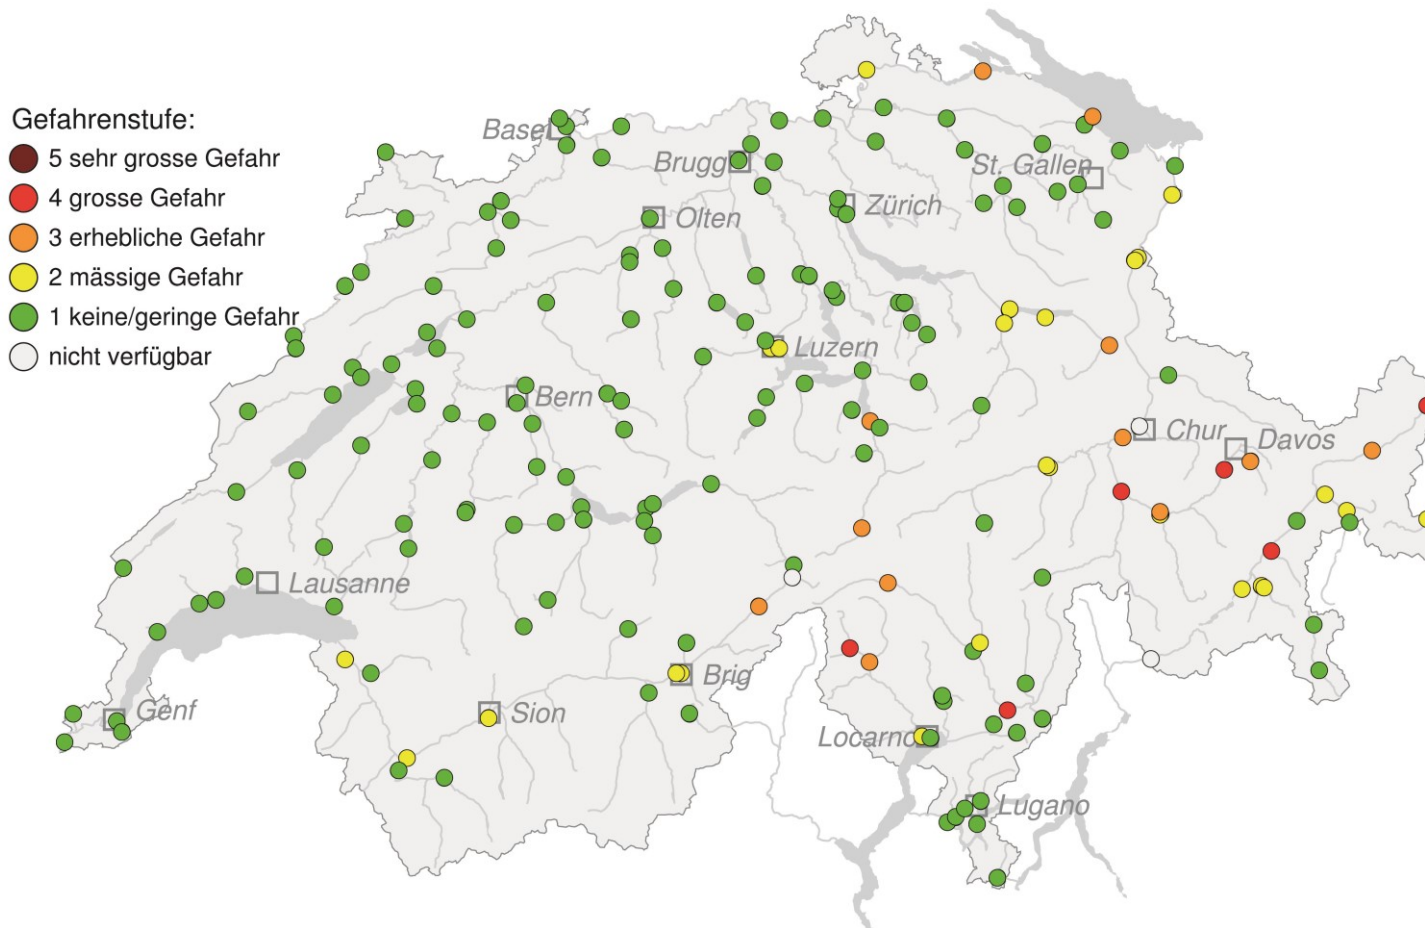 Gefahrenstufe:
5 sehr grosse Gefahr
4 grosse Gefahr
3 erhebliche Gefahr
2 mässige Gefahr
1 keine/geringe Gefahr
nicht verfügbar
Basel
Brugg
St. Gallen
Olten
Zürich
Luzern
Bern
Chur
Davos
Lausanne
Brig
Genf
Sion
Locarno
Lugano